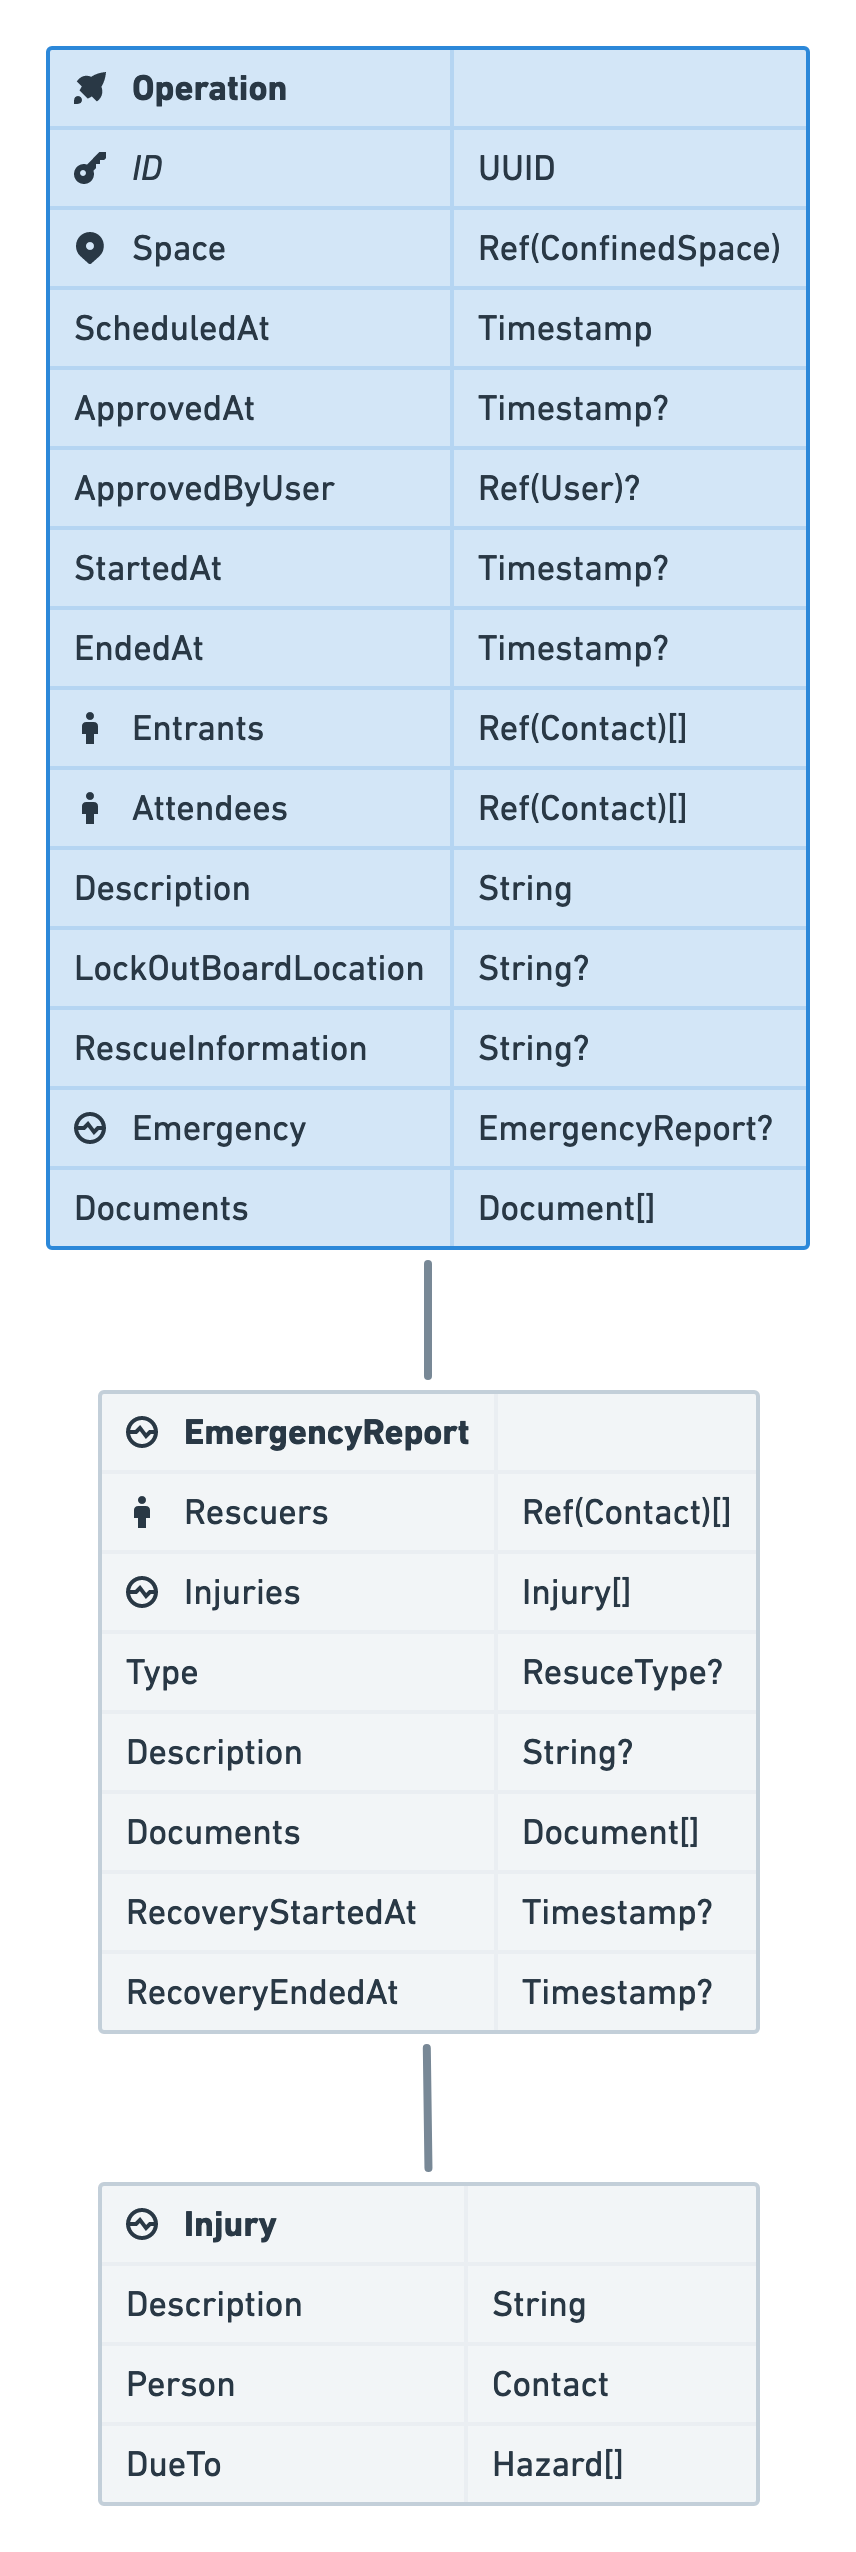 Operation
ID UUID
Space Ref(ConfinedSpace)
ScheduledAt Timestamp
ApprovedAt Timestamp?
ApprovedByUser Ref(User)?
StartedAt Timestamp?
EndedAt Timestamp?
Entrants Ref(Contact)[]
Attendees Ref(Contact)[]
Description String
LockOutBoardLocation String?
RescueInformation String?
Emergency EmergencyReport?
Documents Document[]
EmergencyReport
Rescuers Ref(Contact)[]
Injuries Injury[]
Type ResuceType?
Description String?
Documents Document[]
RecoveryStartedAt Timestamp?
RecoveryEndedAt Timestamp?
Injury
Description String
Person Contact
DueTo Hazard[]